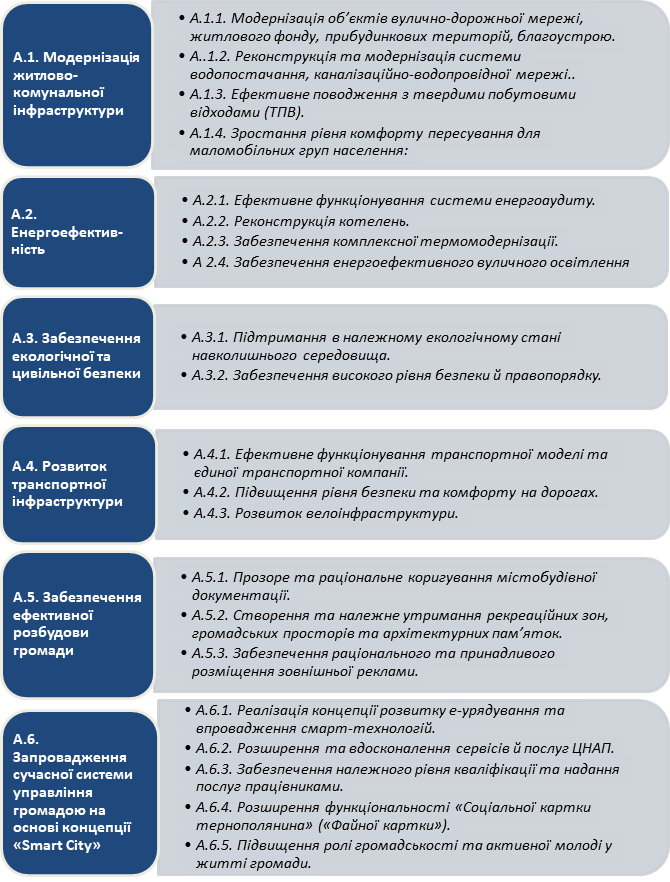 А.1. Модернізація
житлово-
комунальної
інфраструктури
• А.1.1. Модернізація об’єктів вулично-дорожньої мережі,
житлового фонду, прибудинкових територій, благоустрою.
• А..1.2. Реконструкція та модернізація системи
водопостачання, каналізаційно-водопровідної мережі..
• А.1.3. Ефективне поводження з твердими побутовими
відходами (ТПВ).
• А.1.4. Зростання рівня комфорту пересування для
маломобільних груп населення:
А.2.
Енергоефектив-
ність
• А.2.1. Ефективне функціонування системи енергоаудиту.
• А.2.2. Реконструкція котелень.
• А.2.3. Забезпечення комплексної термомодернізації.
• А 2.4. Забезпечення енергоефективного вуличного освітлення
А.3. Забезпечення
екологічної та
цивільної безпеки
• А.3.1. Підтримання в належному екологічному стані
навколишнього середовища.
• А.3.2. Забезпечення високого рівня безпеки й правопорядку.
А.4. Розвиток
транспортної
інфраструктури
• А.4.1. Ефективне функціонування транспортної моделі та
єдиної транспортної компанії.
• А.4.2. Підвищення рівня безпеки та комфорту на дорогах.
• А.4.3. Розвиток велоінфраструктури.
А.5. Забезпечення
ефективної
розбудови
громади
• А.5.1. Прозоре та раціональне коригування містобудівної
документації.
• А.5.2. Створення та належне утримання рекреаційних зон,
громадських просторів та архітектурних пам’яток.
• А.5.3. Забезпечення раціонального та принадливого
розміщення зовнішньої реклами.
А.6.
Запровадження
сучасної системи
управління
громадою на
основі концепції
«Smart City»
• А.6.1. Реалізація концепції розвитку е-урядування та
впровадження смарт-технологій.
• А.6.2. Розширення та вдосконалення сервісів й послуг ЦНАП.
• А.6.3. Забезпечення належного рівня кваліфікації та надання
послуг працівниками.
• А.6.4. Розширення функціональності «Соціальної картки
тернополянина» («Файної картки»).
• А.6.5. Підвищення ролі громадськості та активної молоді у
житті громади.